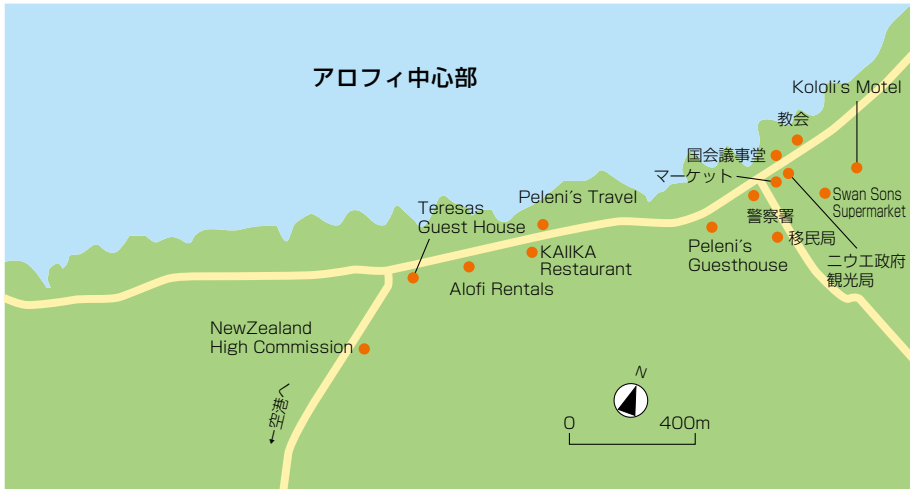 アロフィ中心部
Kololi's Motel
教会
国会議事堂
マーケット
Swan Sons
Supermarket
警察署
移民局
ニウエ政府
観光局
Peleni's
Guesthouse
Peleni's Travel
Teresas
Guest House
KAIIKA
Restaurant
Alofi Rentals
NewZealand
High Commission
←空港へ
N
0 400m